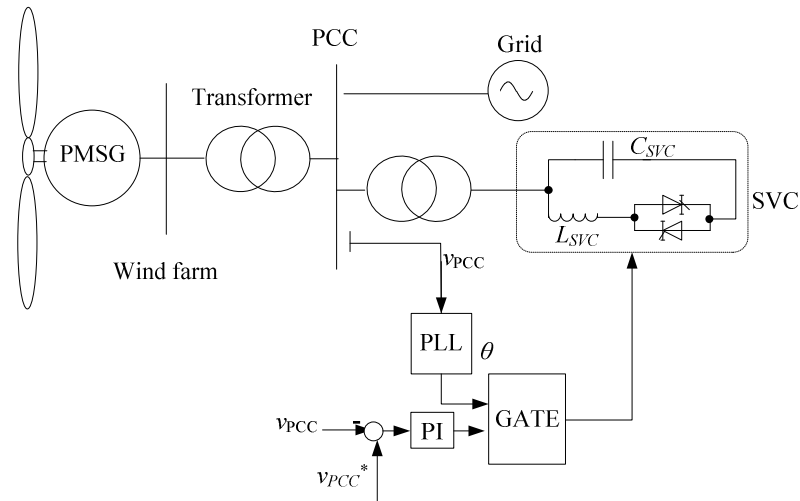 PCC
Grid
Transformer
PMSG
C_SVC
SVC
L_SVC
Wind farm
v_PCC
PLL
θ
GATE
v_PCC
-
PI
v_PCC*